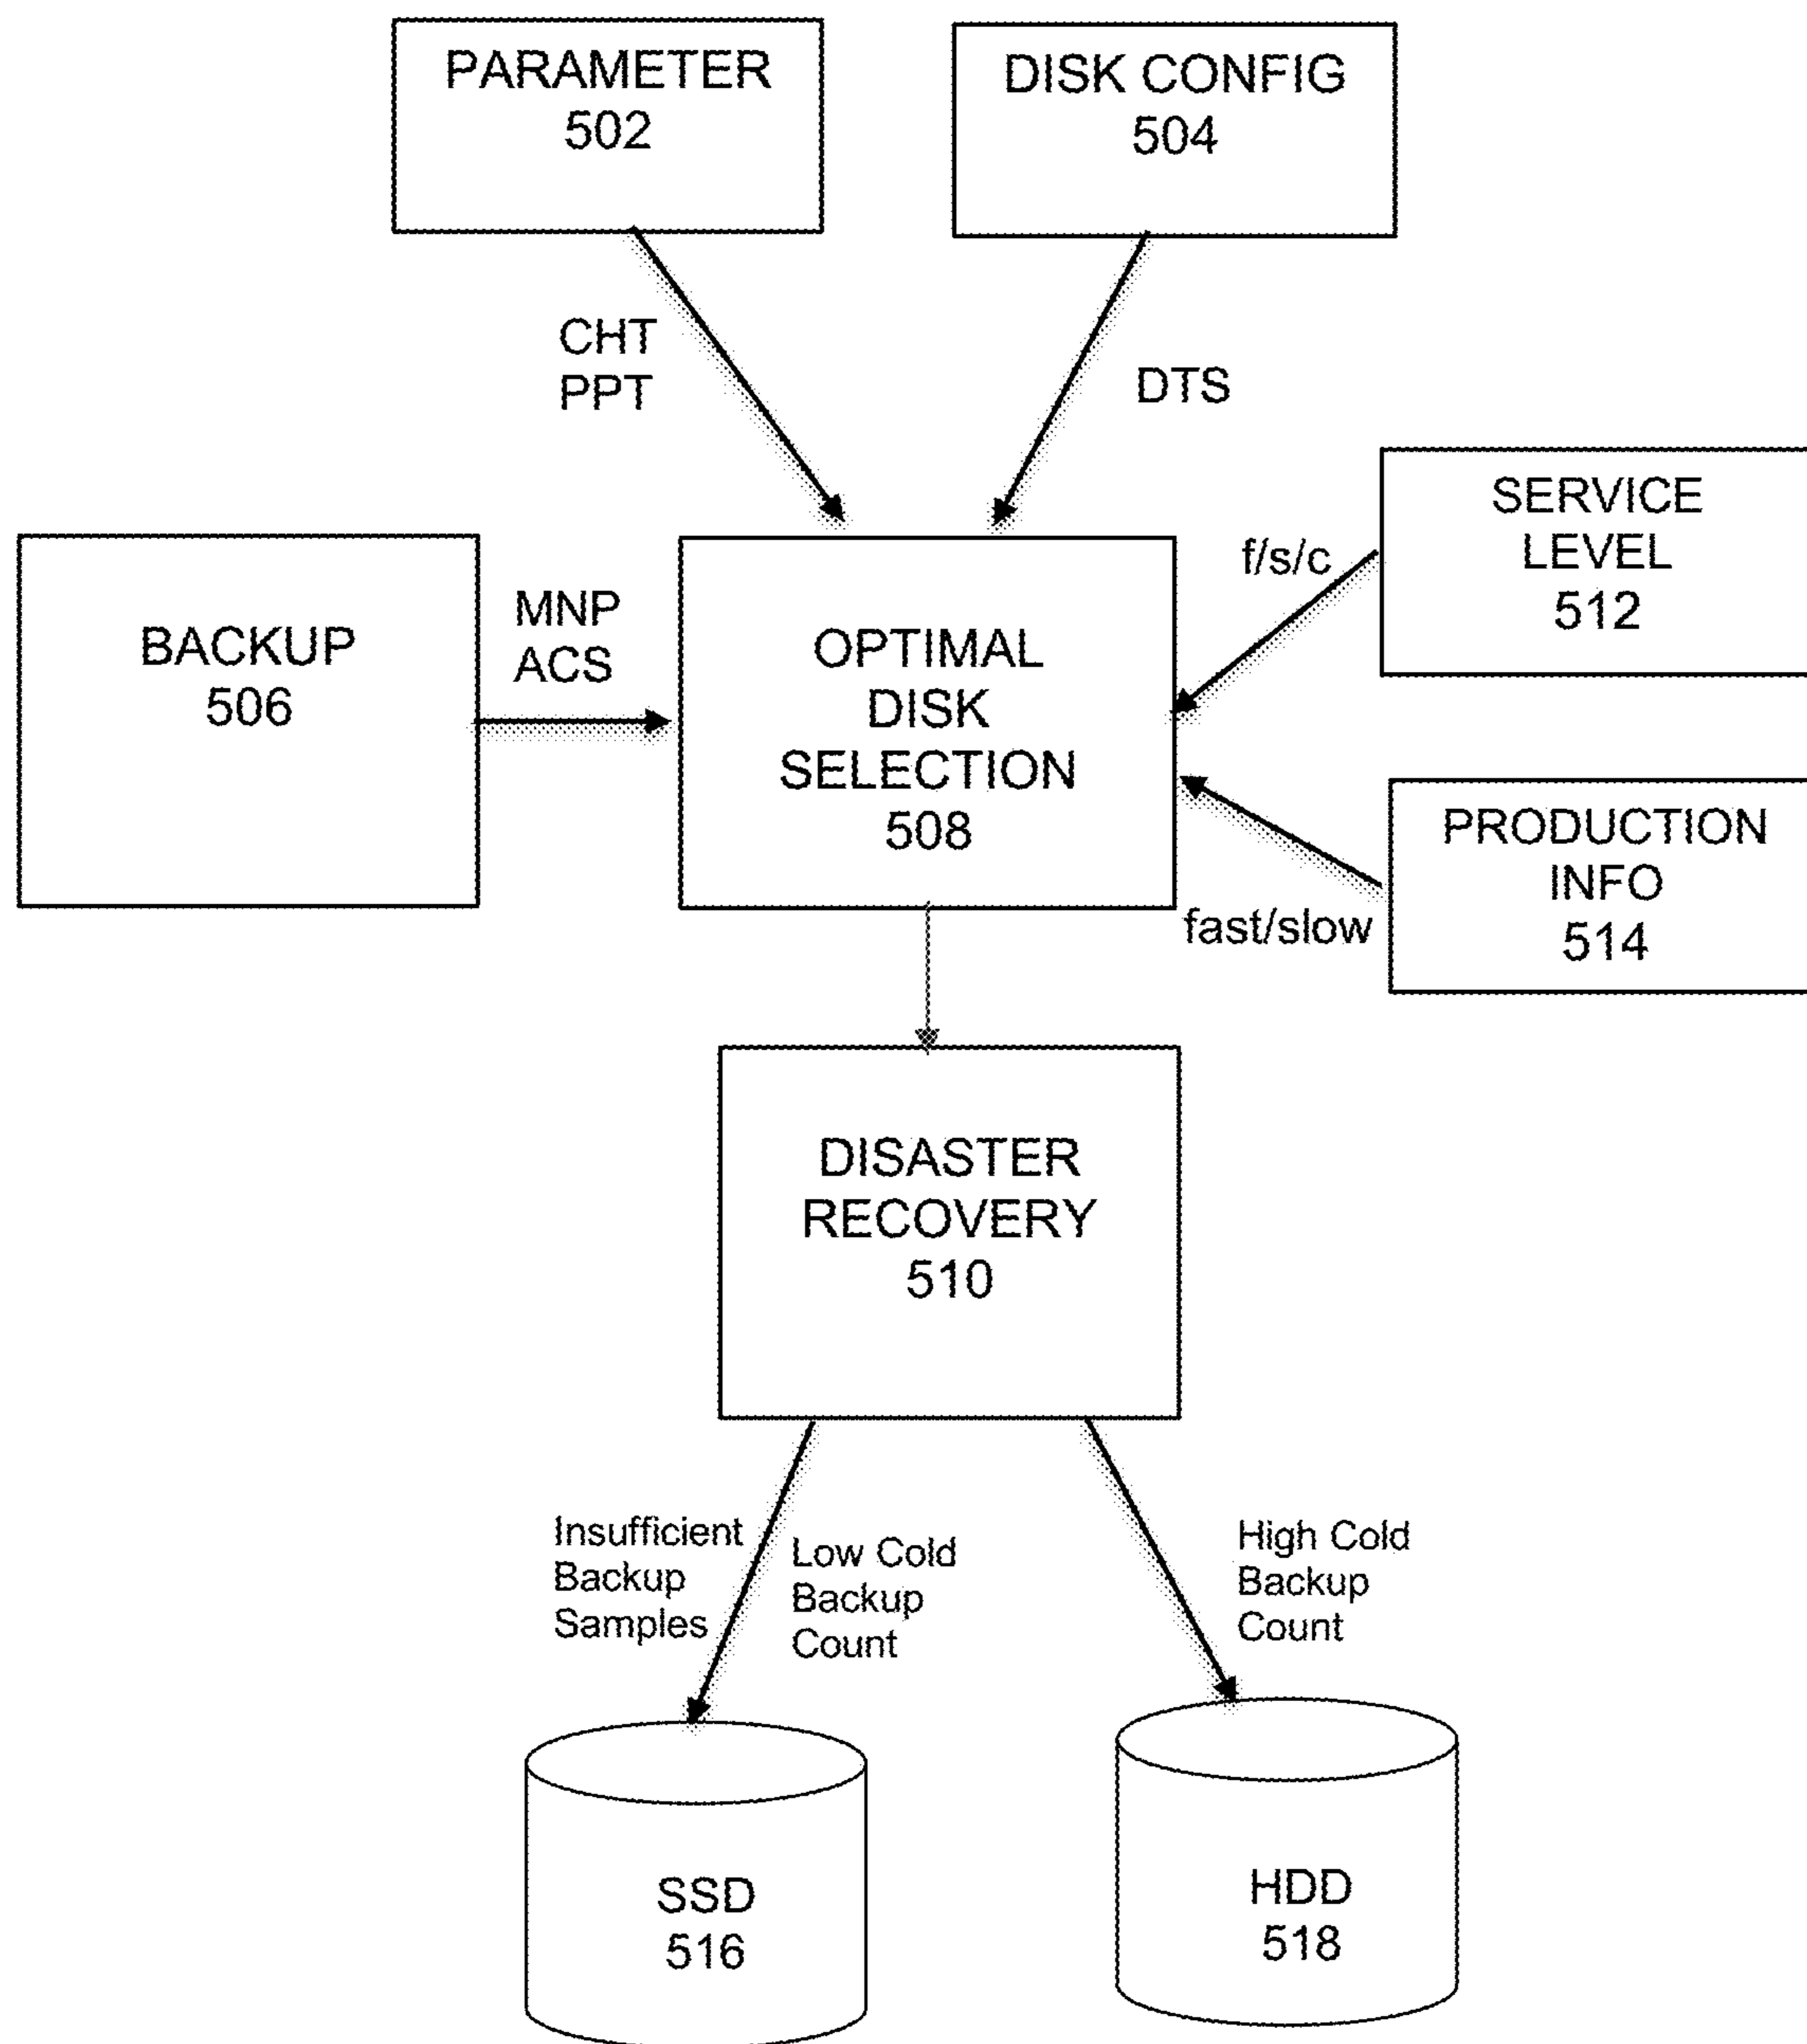 PARAMETER
502
DISK CONFIG
504
CHT
PPT
DTS
SERVICE
LEVEL
512
f/s/c
BACKUP
506
MNP
ACS
OPTIMAL
DISK
SELECTION
508
PRODUCTION
INFO
514
fast/slow
DISASTER
RECOVERY
510
Insufficient
Backup
Samples
Low Cold
Backup
Count
High Cold
Backup
Count
SSD
516
HDD
518